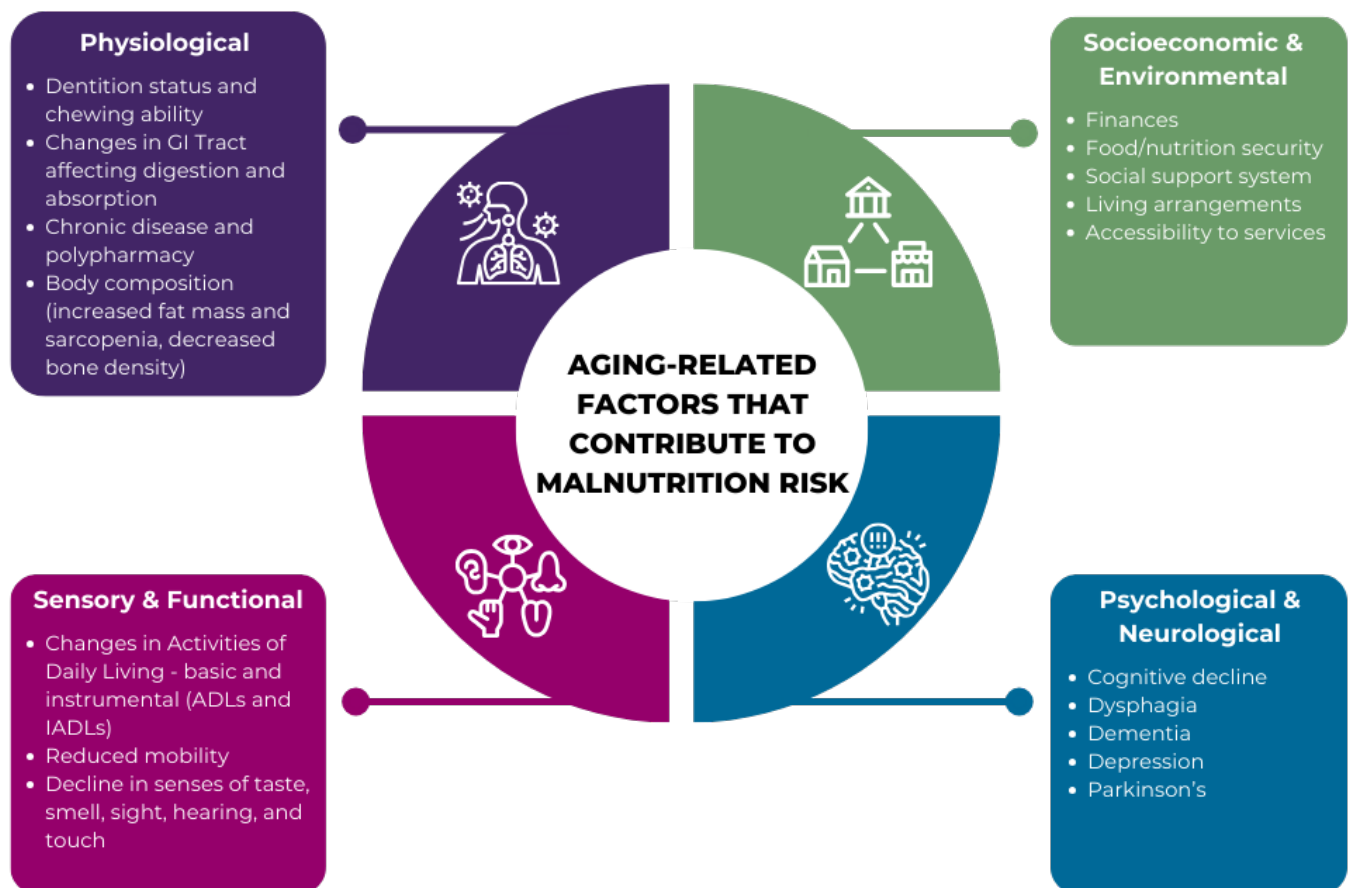 Physiological
• Dentition status and
chewing ability
• Changes in GI Tract
affecting digestion and
absorption
• Chronic disease and
polypharmacy
• Body composition
(increased fat mass and
sarcopenia, decreased
bone density)
Socioeconomic &
Environmental
• Finances
• Food/nutrition security
• Social support system
• Living arrangements
• Accessibility to services
AGING-RELATED
FACTORS THAT
CONTRIBUTE TO
MALNUTRITION RISK
!!!
Sensory & Functional
• Changes in Activities of
Daily Living - basic and
instrumental (ADLs and
IADLs)
• Reduced mobility
• Decline in senses of taste,
smell, sight, hearing, and
touch
Psychological &
Neurological
• Cognitive decline
• Dysphagia
• Dementia
• Depression
• Parkinson's